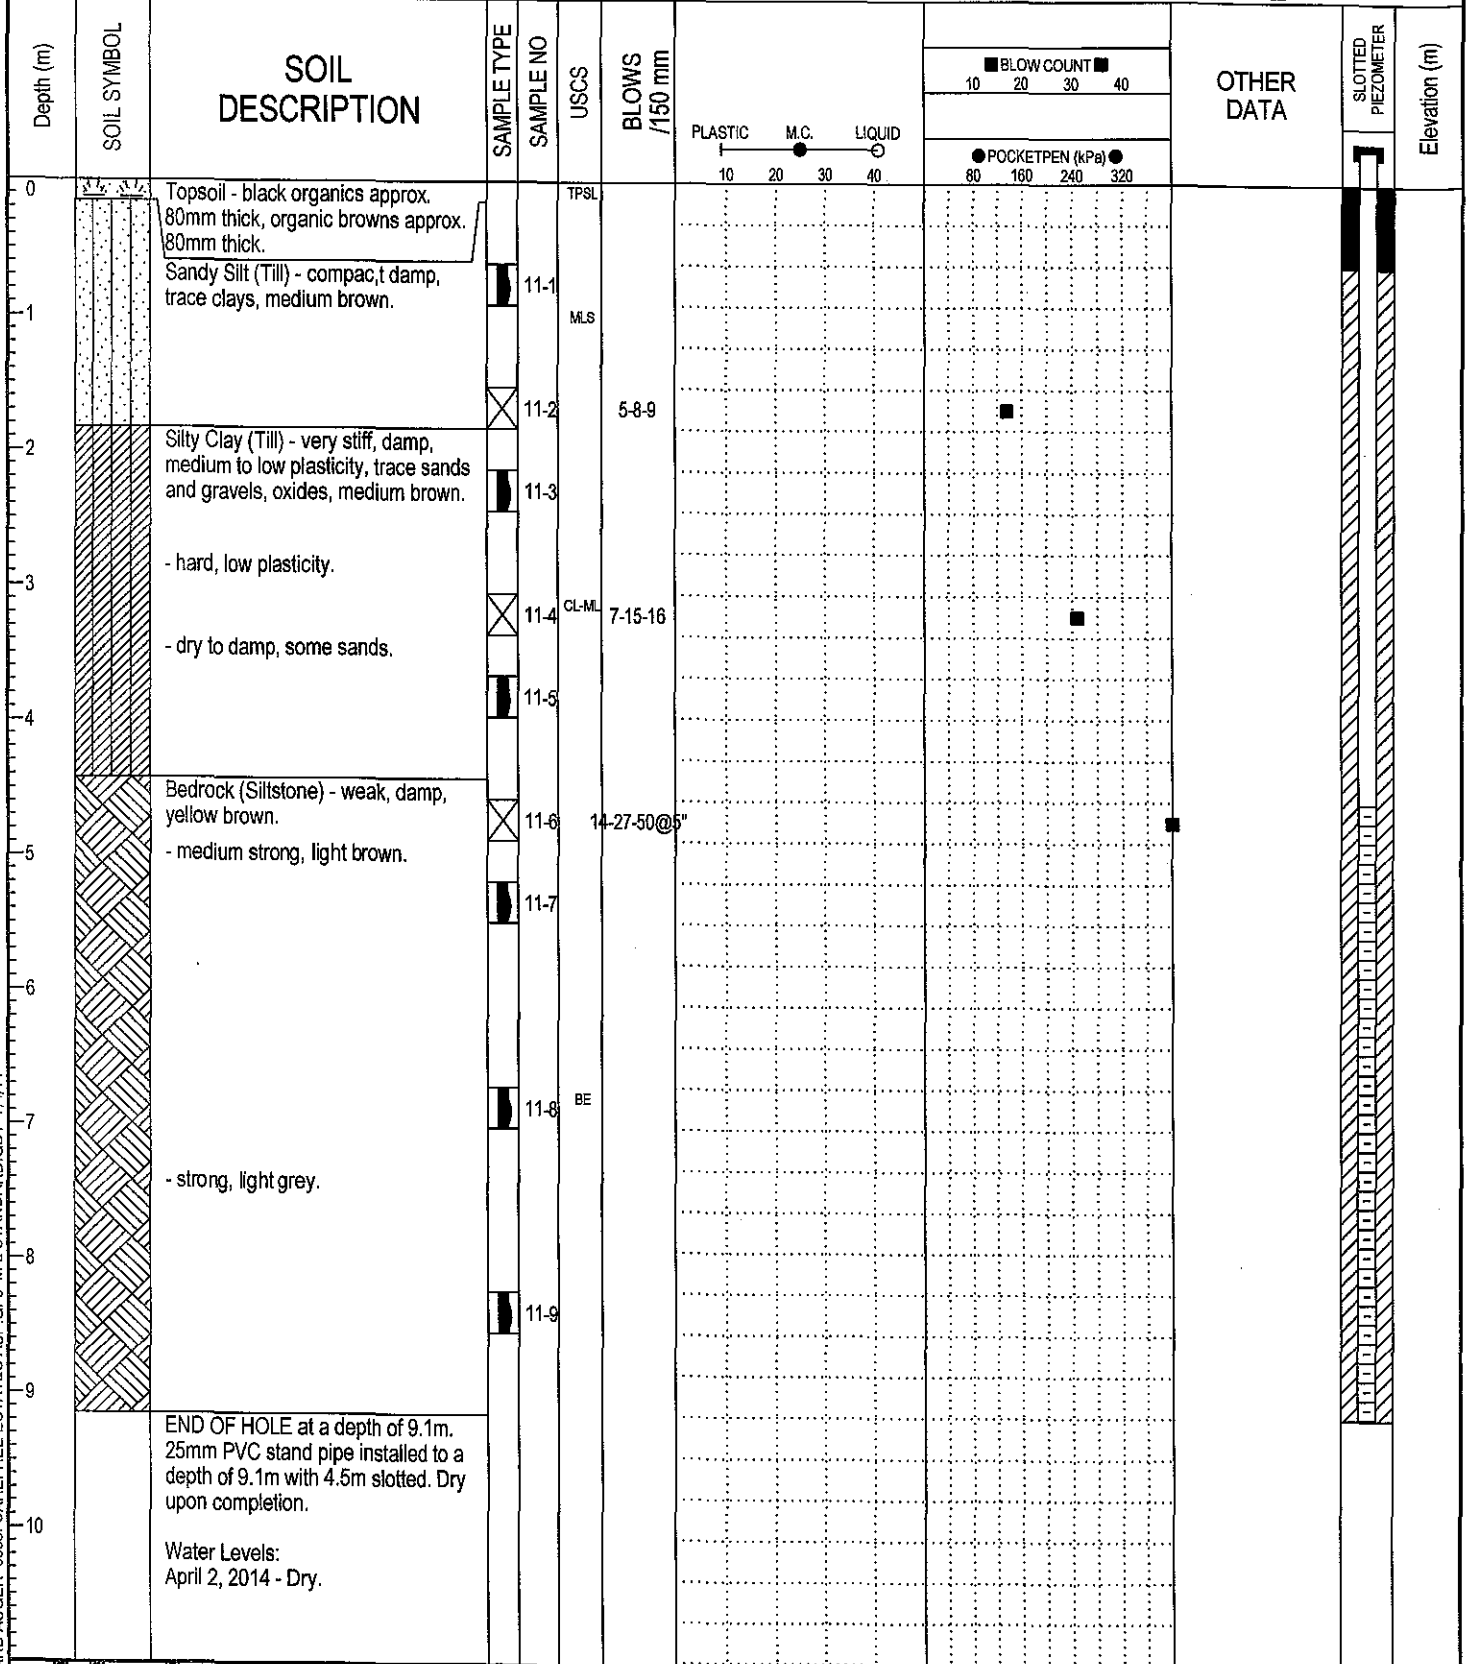 Depth (m)
SOIL SYMBOL
SOIL
DESCRIPTION
SAMPLE TYPE
SAMPLE NO
USCS
BLOWS
/150 mm
PLASTIC M.C. LIQUID
10 20 30 40
BLOW COUNT
10 20 30 40
POCKETPEN (kPa)
80 160 240 320
OTHER
DATA
SLOTTED
PIEZOMETER
Elevation (m)
0
Topsoil - black organics approx.
80mm thick, organic browns approx.
80mm thick.
TPSL
Sandy Silt (Till) - compac,t damp,
trace clays, medium brown.
11-1
1
MLS
11-2
5-8-9
Silty Clay (Till) - very stiff, damp,
medium to low plasticity, trace sands
and gravels, oxides, medium brown.
2
11-3
- hard, low plasticity.
3
11-4
CL-ML
7-15-16
- dry to damp, some sands.
11-5
4
Bedrock (Siltstone) - weak, damp,
yellow brown.
11-6
14-27-50@5"
- medium strong, light brown.
5
11-7
6
11-8
BE
7
- strong, light grey.
8
11-9
9
END OF HOLE at a depth of 9.1m.
25mm PVC stand pipe installed to a
depth of 9.1m with 4.5m slotted. Dry
upon completion.
10
Water Levels:
April 2, 2014 - Dry.